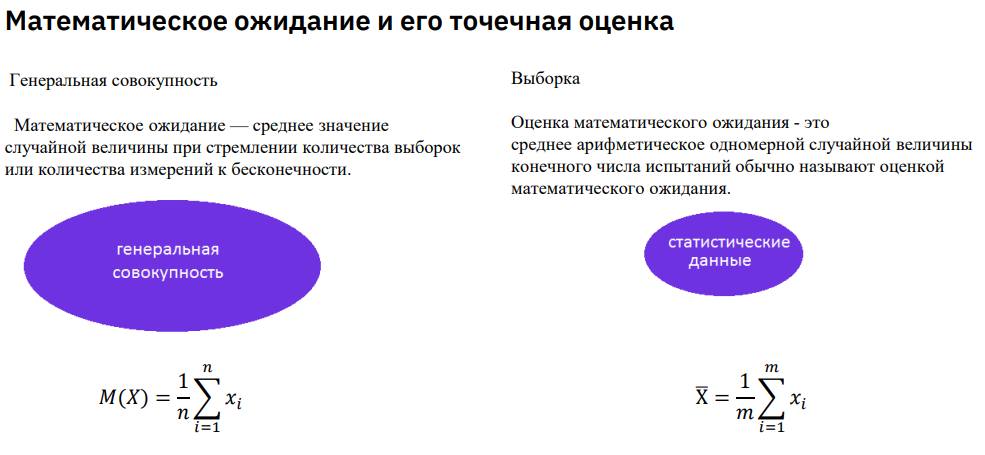 Математическое ожидание и его точечная оценка
Генеральная совокупность
Математическое ожидание — среднее значение
случайной величины при стремлении количества выборок
или количества измерений к бесконечности.
генеральная
совокупность
M(X) = \frac{1}{n} \sum_{i=1}^{n} x_i
Выборка
Оценка математического ожидания - это
среднее арифметическое одномерной случайной величины
конечного числа испытаний обычно называют оценкой
математического ожидания.
статистические
данные
\overline{X} = \frac{1}{m} \sum_{i=1}^{m} x_i